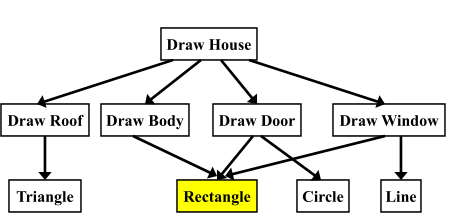 Draw House
Draw Roof
Draw Body
Draw Door
Draw Window
Triangle
Rectangle
Circle
Line